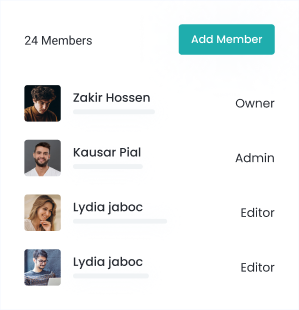 24 Members
Add Member
Zakir Hossen
Owner
Kausar Pial
Admin
Lydia jaboc
Editor
Lydia jaboc
Editor